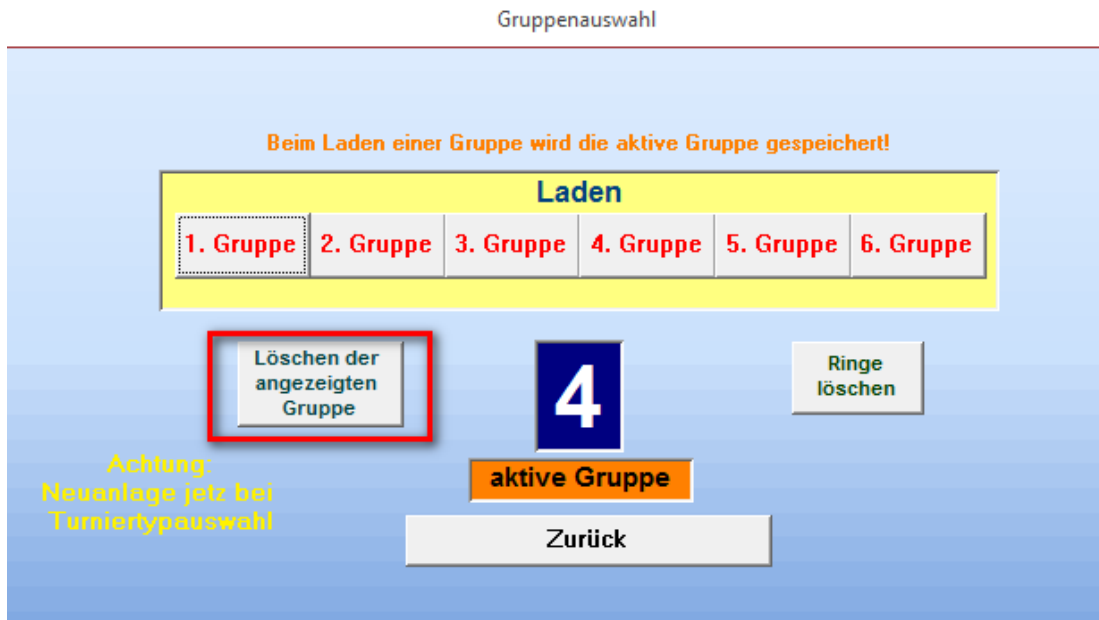 Gruppenauswahl
Beim Laden einer Gruppe wird die aktive Gruppe gespeichert!
Laden
1. Gruppe 2. Gruppe 3. Gruppe 4. Gruppe 5. Gruppe 6. Gruppe
Löschen der
angezeigten
Gruppe
4
Ringe
löschen
aktive Gruppe
Achtung:
Neuanlage jetz bei
Turniertypauswahl
Zurück